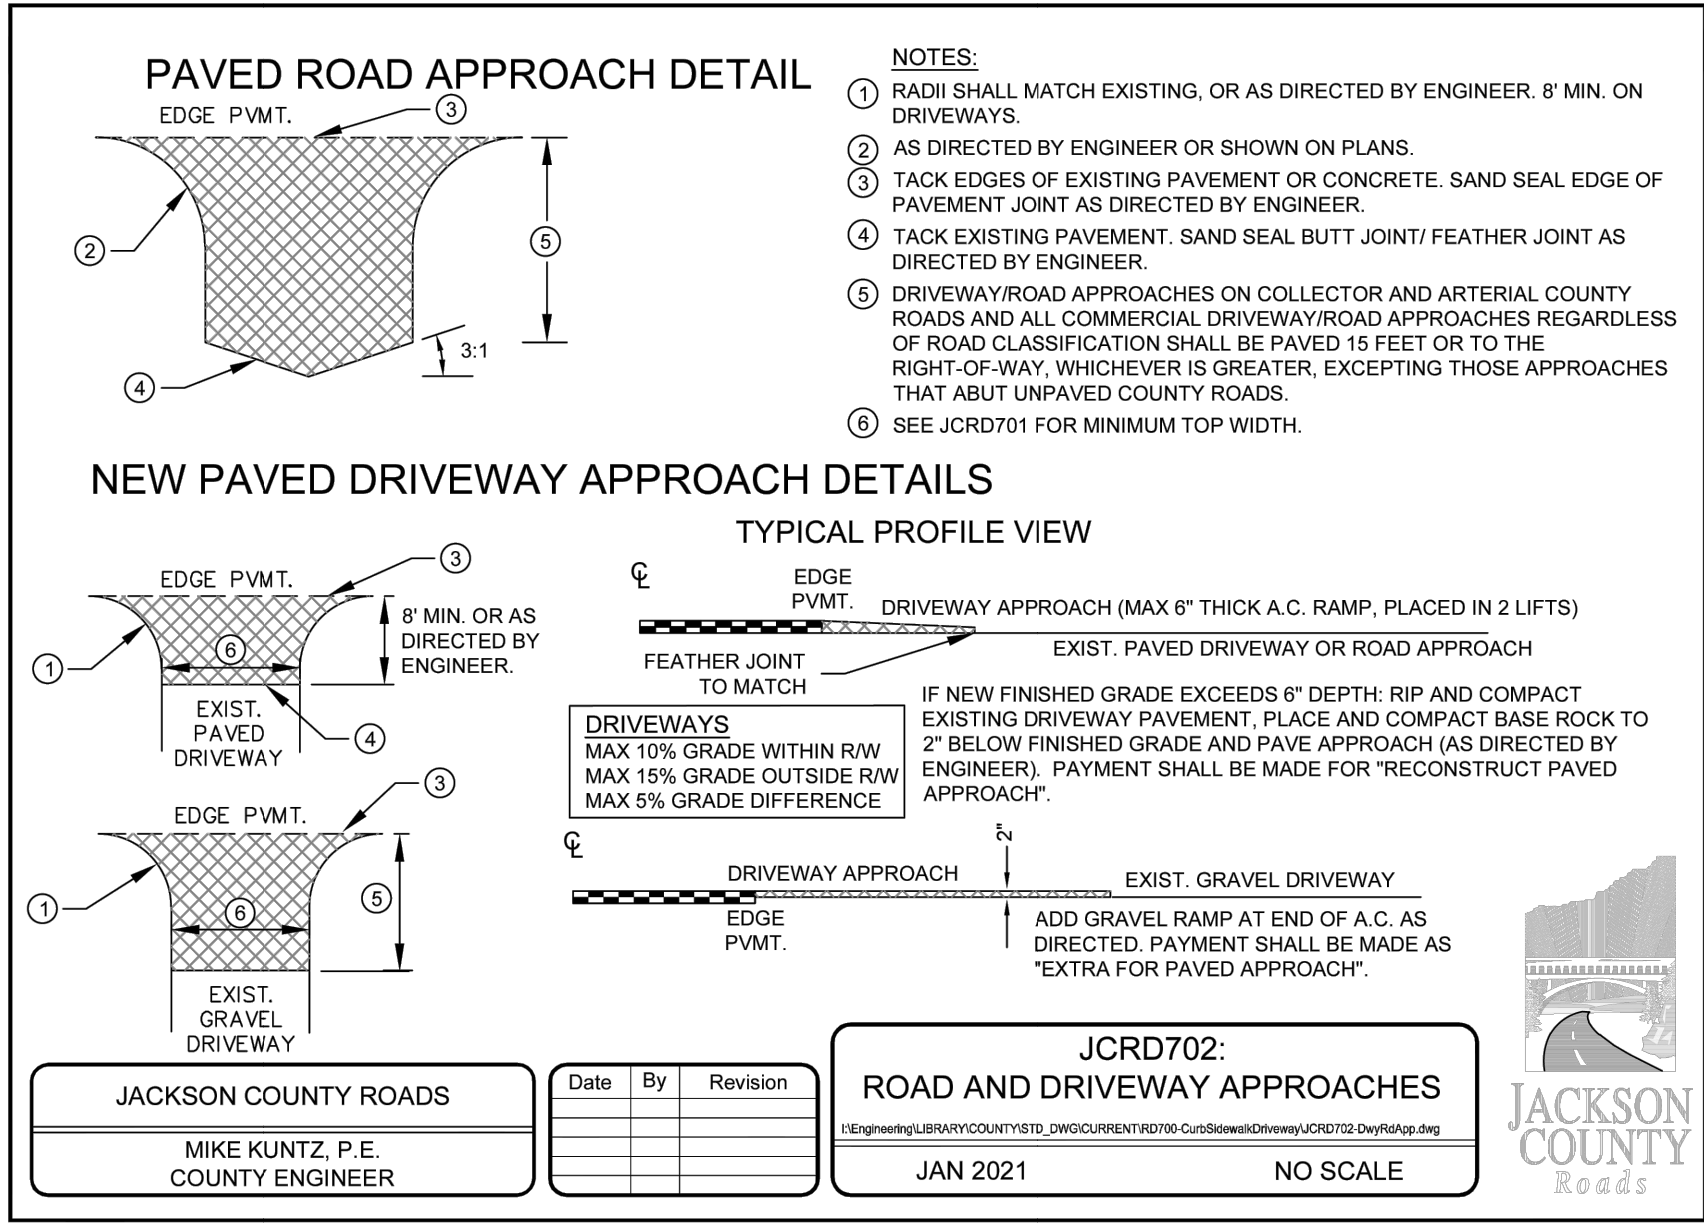 PAVED ROAD APPROACH DETAIL
EDGE PVMT.
3
2
5
3:1
4
NOTES:
1 RADII SHALL MATCH EXISTING, OR AS DIRECTED BY ENGINEER. 8' MIN. ON
DRIVEWAYS.
2 AS DIRECTED BY ENGINEER OR SHOWN ON PLANS.
3 TACK EDGES OF EXISTING PAVEMENT OR CONCRETE. SAND SEAL EDGE OF
PAVEMENT JOINT AS DIRECTED BY ENGINEER.
4 TACK EXISTING PAVEMENT. SAND SEAL BUTT JOINT/ FEATHER JOINT AS
DIRECTED BY ENGINEER.
5 DRIVEWAY/ROAD APPROACHES ON COLLECTOR AND ARTERIAL COUNTY
ROADS AND ALL COMMERCIAL DRIVEWAY/ROAD APPROACHES REGARDLESS
OF ROAD CLASSIFICATION SHALL BE PAVED 15 FEET OR TO THE
RIGHT-OF-WAY, WHICHEVER IS GREATER, EXCEPTING THOSE APPROACHES
THAT ABUT UNPAVED COUNTY ROADS.
6 SEE JCRD701 FOR MINIMUM TOP WIDTH.
NEW PAVED DRIVEWAY APPROACH DETAILS
EDGE PVMT.
3
8' MIN. OR AS
DIRECTED BY
ENGINEER.
6
1
EXIST.
PAVED
DRIVEWAY
4
EDGE PVMT.
3
1
6
5
EXIST.
GRAVEL
DRIVEWAY
TYPICAL PROFILE VIEW
CL
EDGE
PVMT.
DRIVEWAY APPROACH (MAX 6" THICK A.C. RAMP, PLACED IN 2 LIFTS)
EXIST. PAVED DRIVEWAY OR ROAD APPROACH
FEATHER JOINT
TO MATCH
DRIVEWAYS
MAX 10% GRADE WITHIN R/W
MAX 15% GRADE OUTSIDE R/W
MAX 5% GRADE DIFFERENCE
IF NEW FINISHED GRADE EXCEEDS 6" DEPTH: RIP AND COMPACT
EXISTING DRIVEWAY PAVEMENT, PLACE AND COMPACT BASE ROCK TO
2" BELOW FINISHED GRADE AND PAVE APPROACH (AS DIRECTED BY
ENGINEER). PAYMENT SHALL BE MADE FOR "RECONSTRUCT PAVED
APPROACH".
CL
DRIVEWAY APPROACH
2"
EXIST. GRAVEL DRIVEWAY
EDGE
PVMT.
ADD GRAVEL RAMP AT END OF A.C. AS
DIRECTED. PAYMENT SHALL BE MADE AS
"EXTRA FOR PAVED APPROACH".
JACKSON COUNTY ROADS
MIKE KUNTZ, P.E.
COUNTY ENGINEER
Date By Revision
JCRD702:
ROAD AND DRIVEWAY APPROACHES
I:\Engineering\LIBRARY\COUNTY\STD_DWG\CURRENT\RD700-CurbSidewalkDriveway\JCRD702-DwyRdApp.dwg
JAN 2021 NO SCALE
JACKSON
COUNTY
Roads